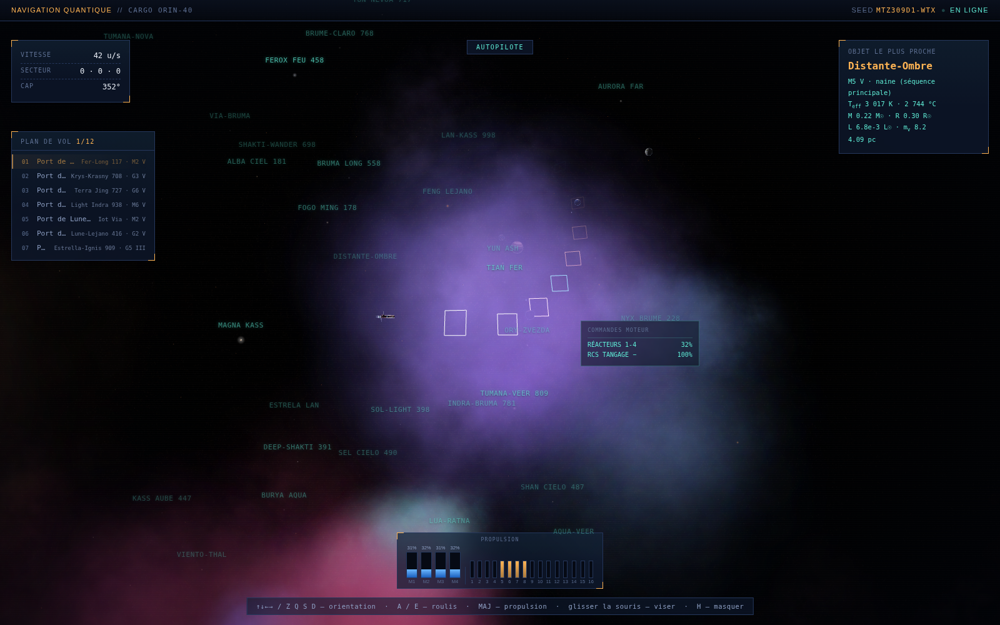 NAVIGATION QUANTIQUE // CARGO ORIN-40
SEED MTZ309D1-WTX • EN LIGNE
TUMANA-NOVA
BRUME-CLARO 768
FEROX FEU 458
AURORA FAR
VIA-BRUMA
LAN-KASS 998
SHAKTI-WANDER 698
ALBA CIEL 181
BRUMA LONG 558
FENG LEJANO
FOGO MING 178
YUN ASH
DISTANTE-OMBRE
TIAN FER
MAGNA KASS
NYX BRUME 228
ORY-ZVEZDA
TUMANA-VEER 809
INDRA-BRUMA 781
ESTRELA LAN
SOL-LIGHT 398
DEEP-SHAKTI 391
SEL CIELO 490
SHAN CIELO 487
KASS AUBE 447
BURYA AQUA
LUA-RATNA
AQUA-VEER
VIENTO-THAL
VITESSE 42 u/s
SECTEUR 0 · 0 · 0
CAP 352°
AUTOPILOTE
OBJET LE PLUS PROCHE
Distante-Ombre
M5 V · naine (séquence
principale)
Teff 3 017 K · 2 744 °C
M 0.22 M☉ · R 0.30 R☉
L 6.8e-3 L☉ · mv 8.2
4.09 pc
PLAN DE VOL 1/12
01 Port de … Fer-Long 117 · M2 V
02 Port d… Krys-Krasny 708 · G3 V
03 Port d… Terra Jing 727 · G6 V
04 Port d… Light Indra 938 · M6 V
05 Port de Lune… Iot Via · M2 V
06 Port d… Lune-Lejano 416 · G2 V
07 P… Estrella-Ignis 909 · G5 III
COMMANDES MOTEUR
RÉACTEURS 1-4 32%
RCS TANGAGE − 100%
PROPULSION
31% 32% 31% 32%
M1 M2 M3 M4 1 2 3 4 5 6 7 8 9 10 11 12 13 14 15 16
↑↓←→ / Z Q S D — orientation · A / E — roulis · MAJ — propulsion · glisser la souris — viser · H — masquer